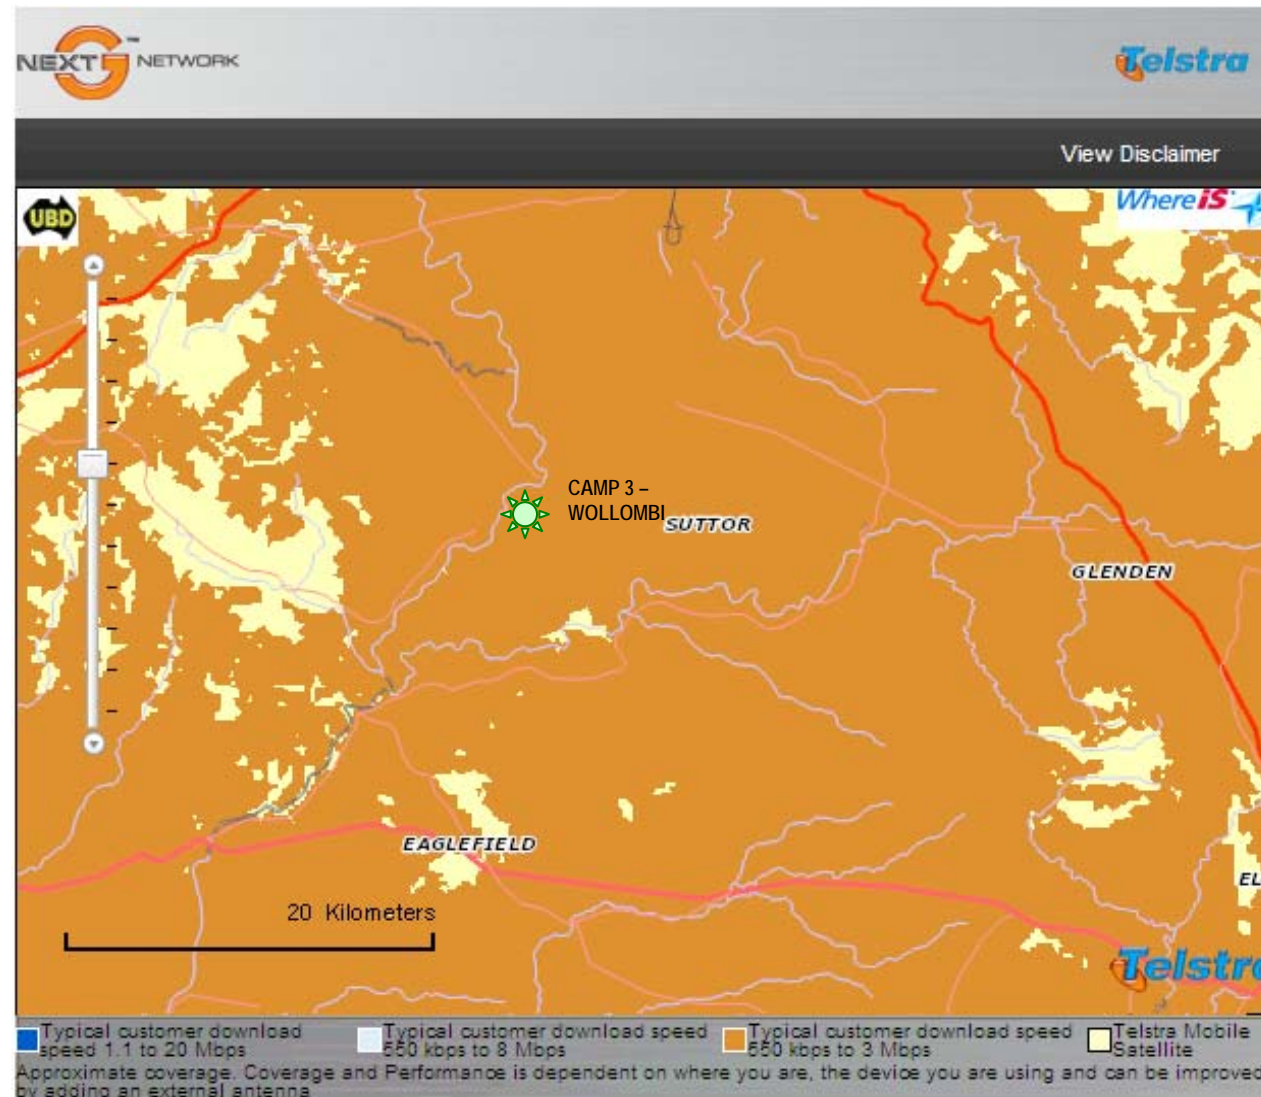 NEXT G™ NETWORK
Telstra
View Disclaimer
UBD
Whereis
CAMP 3 –
WOLLOMBI
SUTTOR
GLENDEN
EAGLEFIELD
EL
20 Kilometers
Telstra
Typical customer download
speed 1.1 to 20 Mbps
Typical customer download speed
550 kbps to 8 Mbps
Typical customer download speed
550 kbps to 3 Mbps
Telstra Mobile
Satellite
Approximate coverage. Coverage and Performance is dependent on where you are, the device you are using and can be improved
by adding an external antenna